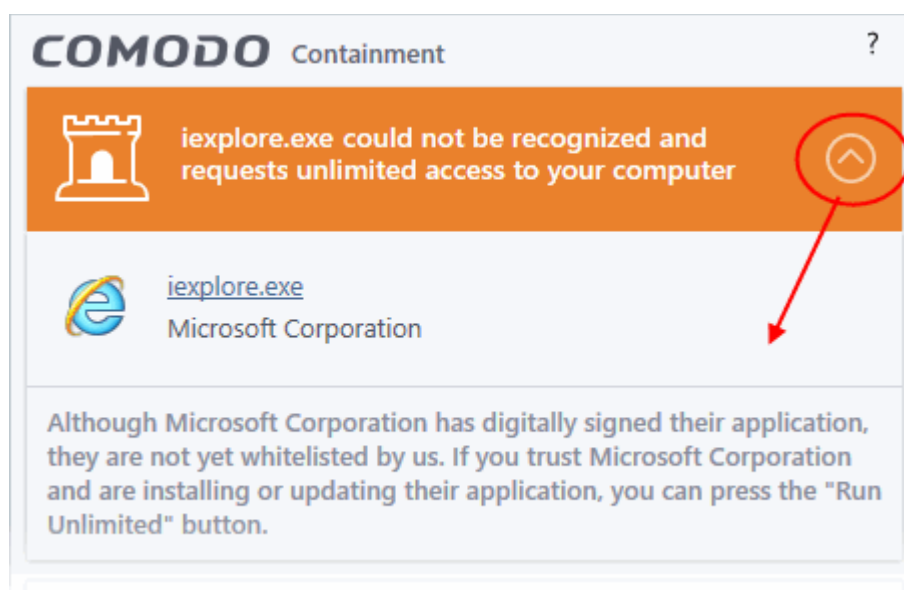 COMODO Containment ?
iexplore.exe could not be recognized and
requests unlimited access to your computer
iexplore.exe
Microsoft Corporation
Although Microsoft Corporation has digitally signed their application,
they are not yet whitelisted by us. If you trust Microsoft Corporation
and are installing or updating their application, you can press the "Run
Unlimited" button.